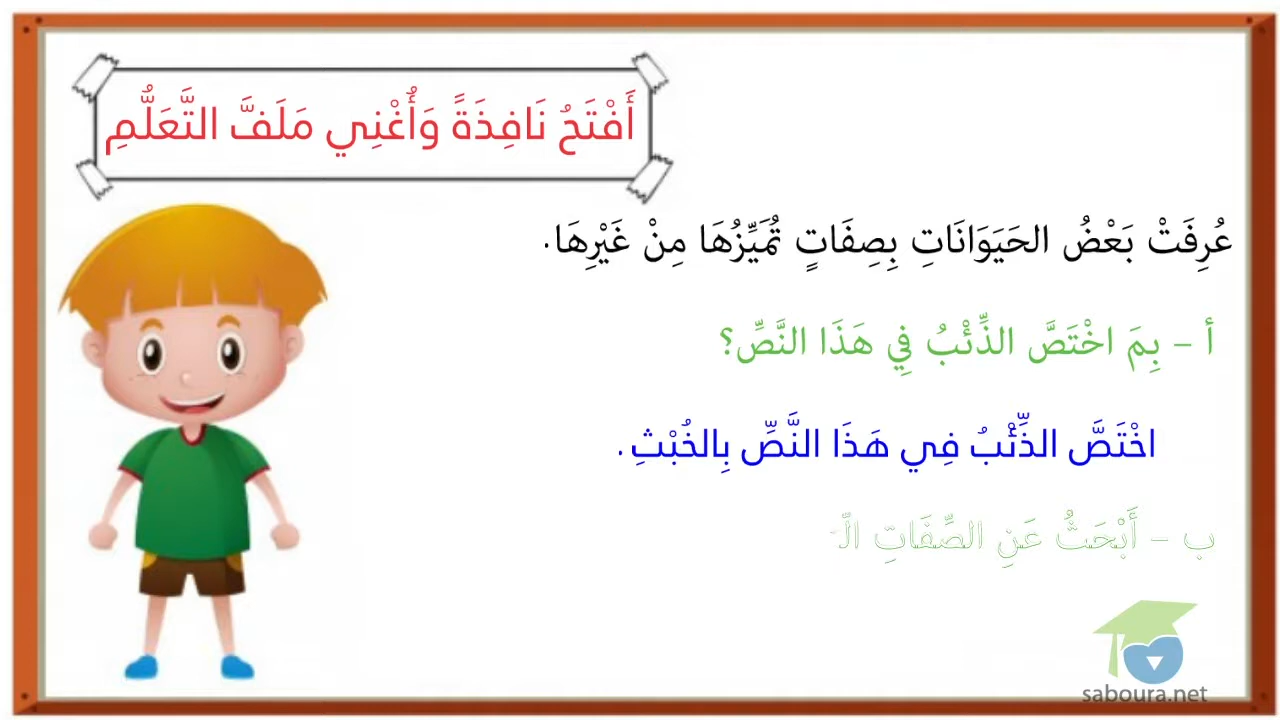 أَفْتَحُ نَافِذَةً وَأُغْنِي مَلَفَّ التَّعَلُّمِ
عُرِفَتْ بَعْضُ الحَيَوَانَاتِ بِصِفَاتٍ تُمَيِّزُهَا مِنْ غَيْرِهَا.
أ – بِمَ اخْتَصَّ الذِّئْبُ فِي هَذَا النَّصِّ؟
اخْتَصَّ الذِّئْبُ فِي هَذَا النَّصِّ بِالخُبْثِ.
ب – أَبْحَثُ عَنِ الصِّفَاتِ
saboura.net